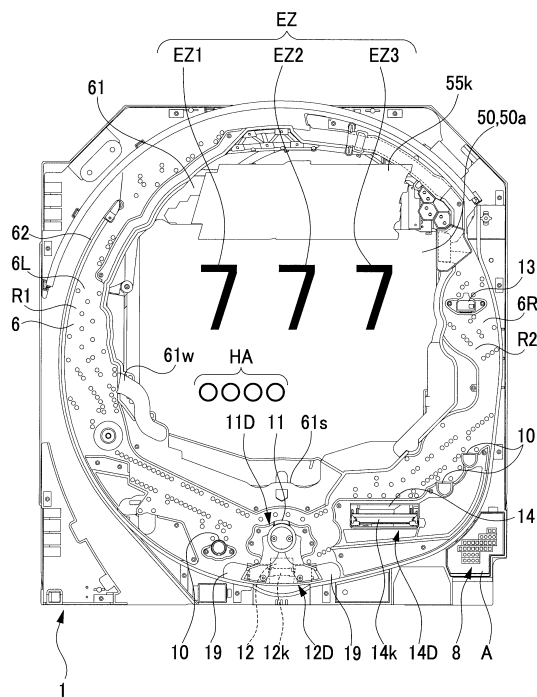 EZ
EZ1 EZ2 EZ3
61 55k
50,50a
62
6L 13
R1 6R
6 R2
7 7 7
61w HA
11D 11 61s 10
14
10 19 12 12k 12D 19 14k 14D 8 A
1